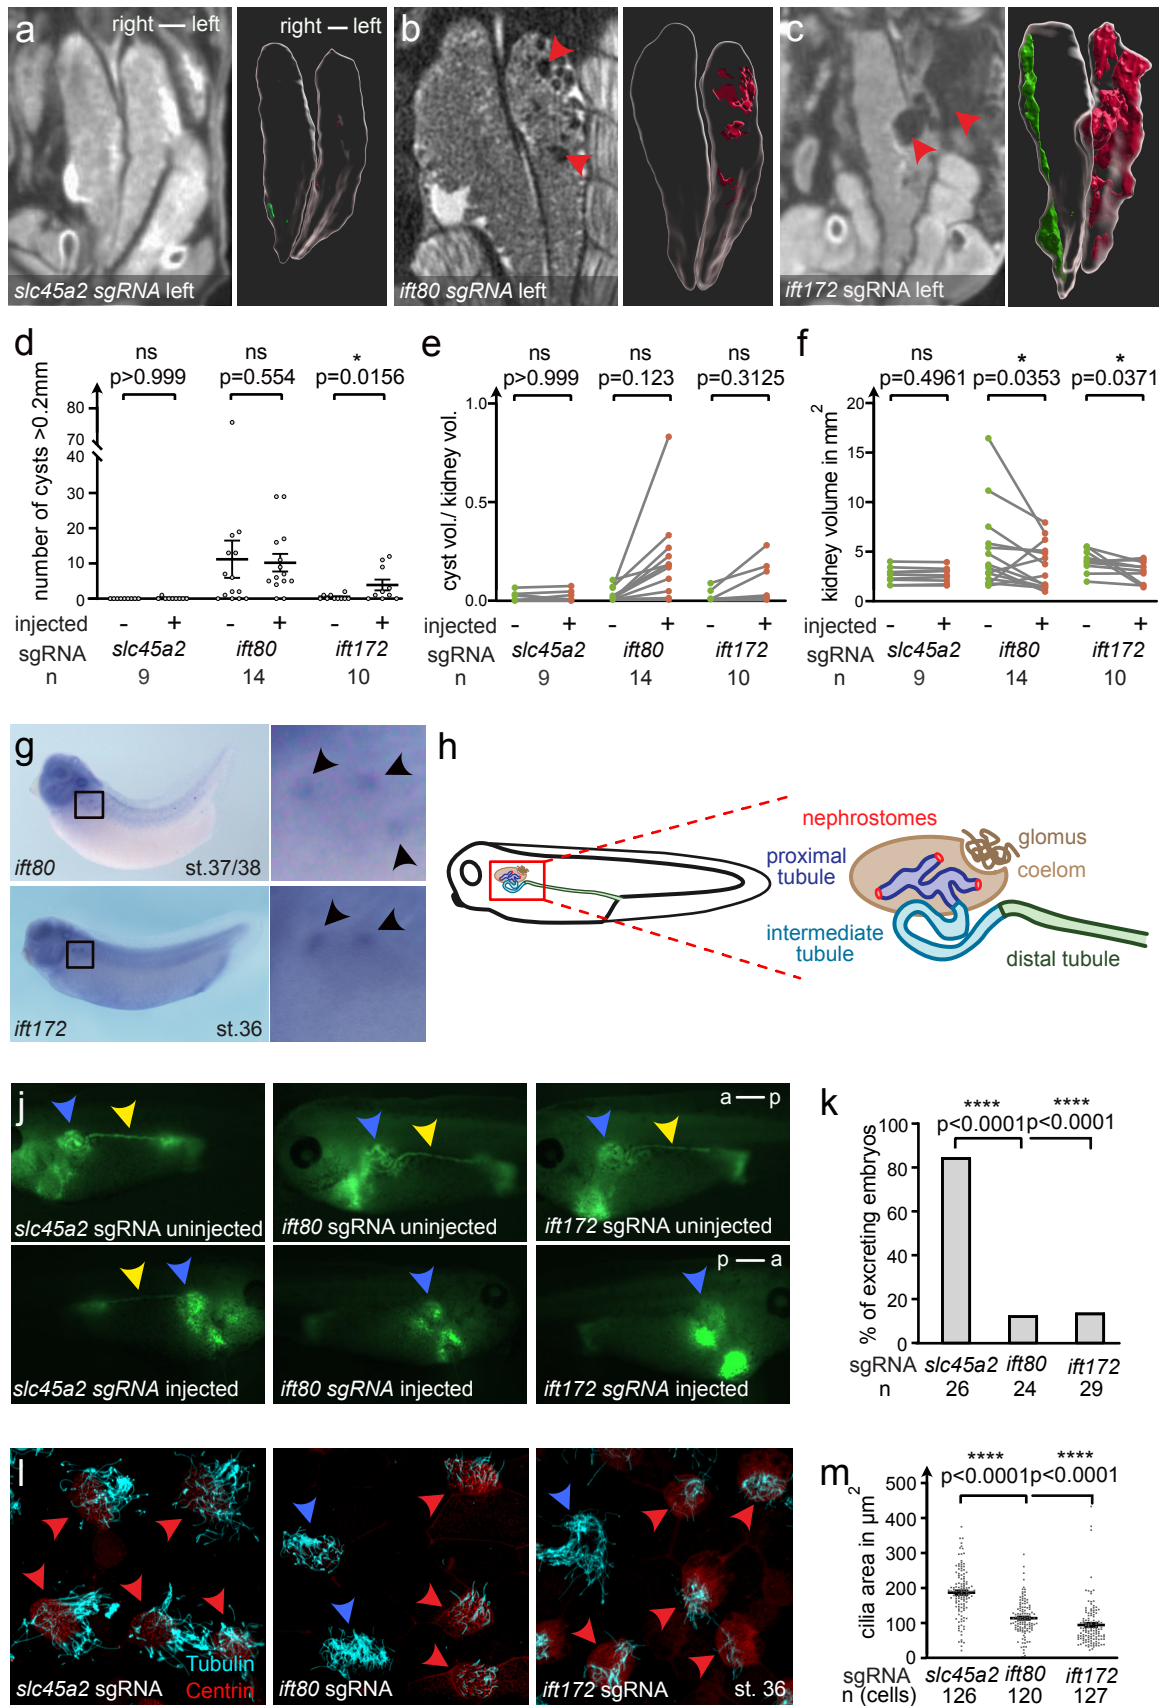 a
right — left
right — left
slc45a2 sgRNA left
b
ift80 sgRNA left
c
ift172 sgRNA left
d
ns
ns
*
p>0.999
p=0.554
p=0.0156
number of cysts >0.2mm
80
70
40
30
20
10
0
injected
- + - + - +
sgRNA
slc45a2 ift80 ift172
n
9 14 10
e
ns
ns
ns
p>0.999
p=0.123
p=0.3125
cyst vol./ kidney vol.
1.0
0.5
0.0
injected
- + - + - +
sgRNA
slc45a2 ift80 ift172
n
9 14 10
f
ns
*
*
p=0.4961
p=0.0353
p=0.0371
kidney volume in mm²
20
15
10
5
0
injected
- + - + - +
sgRNA
slc45a2 ift80 ift172
n
9 14 10
g
ift80 st.37/38
ift172 st.36
h
nephrostomes
glomus
coelom
proximal
tubule
intermediate
tubule
distal tubule
j
slc45a2 sgRNA uninjected
ift80 sgRNA uninjected
a — p
ift172 sgRNA uninjected
slc45a2 sgRNA injected
ift80 sgRNA injected
p — a
ift172 sgRNA injected
k
**** ****
p<0.0001 p<0.0001
% of excreting embryos
100
80
60
40
20
0
sgRNA slc45a2 ift80 ift172
n 26 24 29
l
Tubulin
Centrin
slc45a2 sgRNA
ift80 sgRNA
ift172 sgRNA
st. 36
m
**** ****
p<0.0001 p<0.0001
cilia area in µm²
500
400
300
200
100
0
sgRNA slc45a2 ift80 ift172
n (cells) 126 120 127